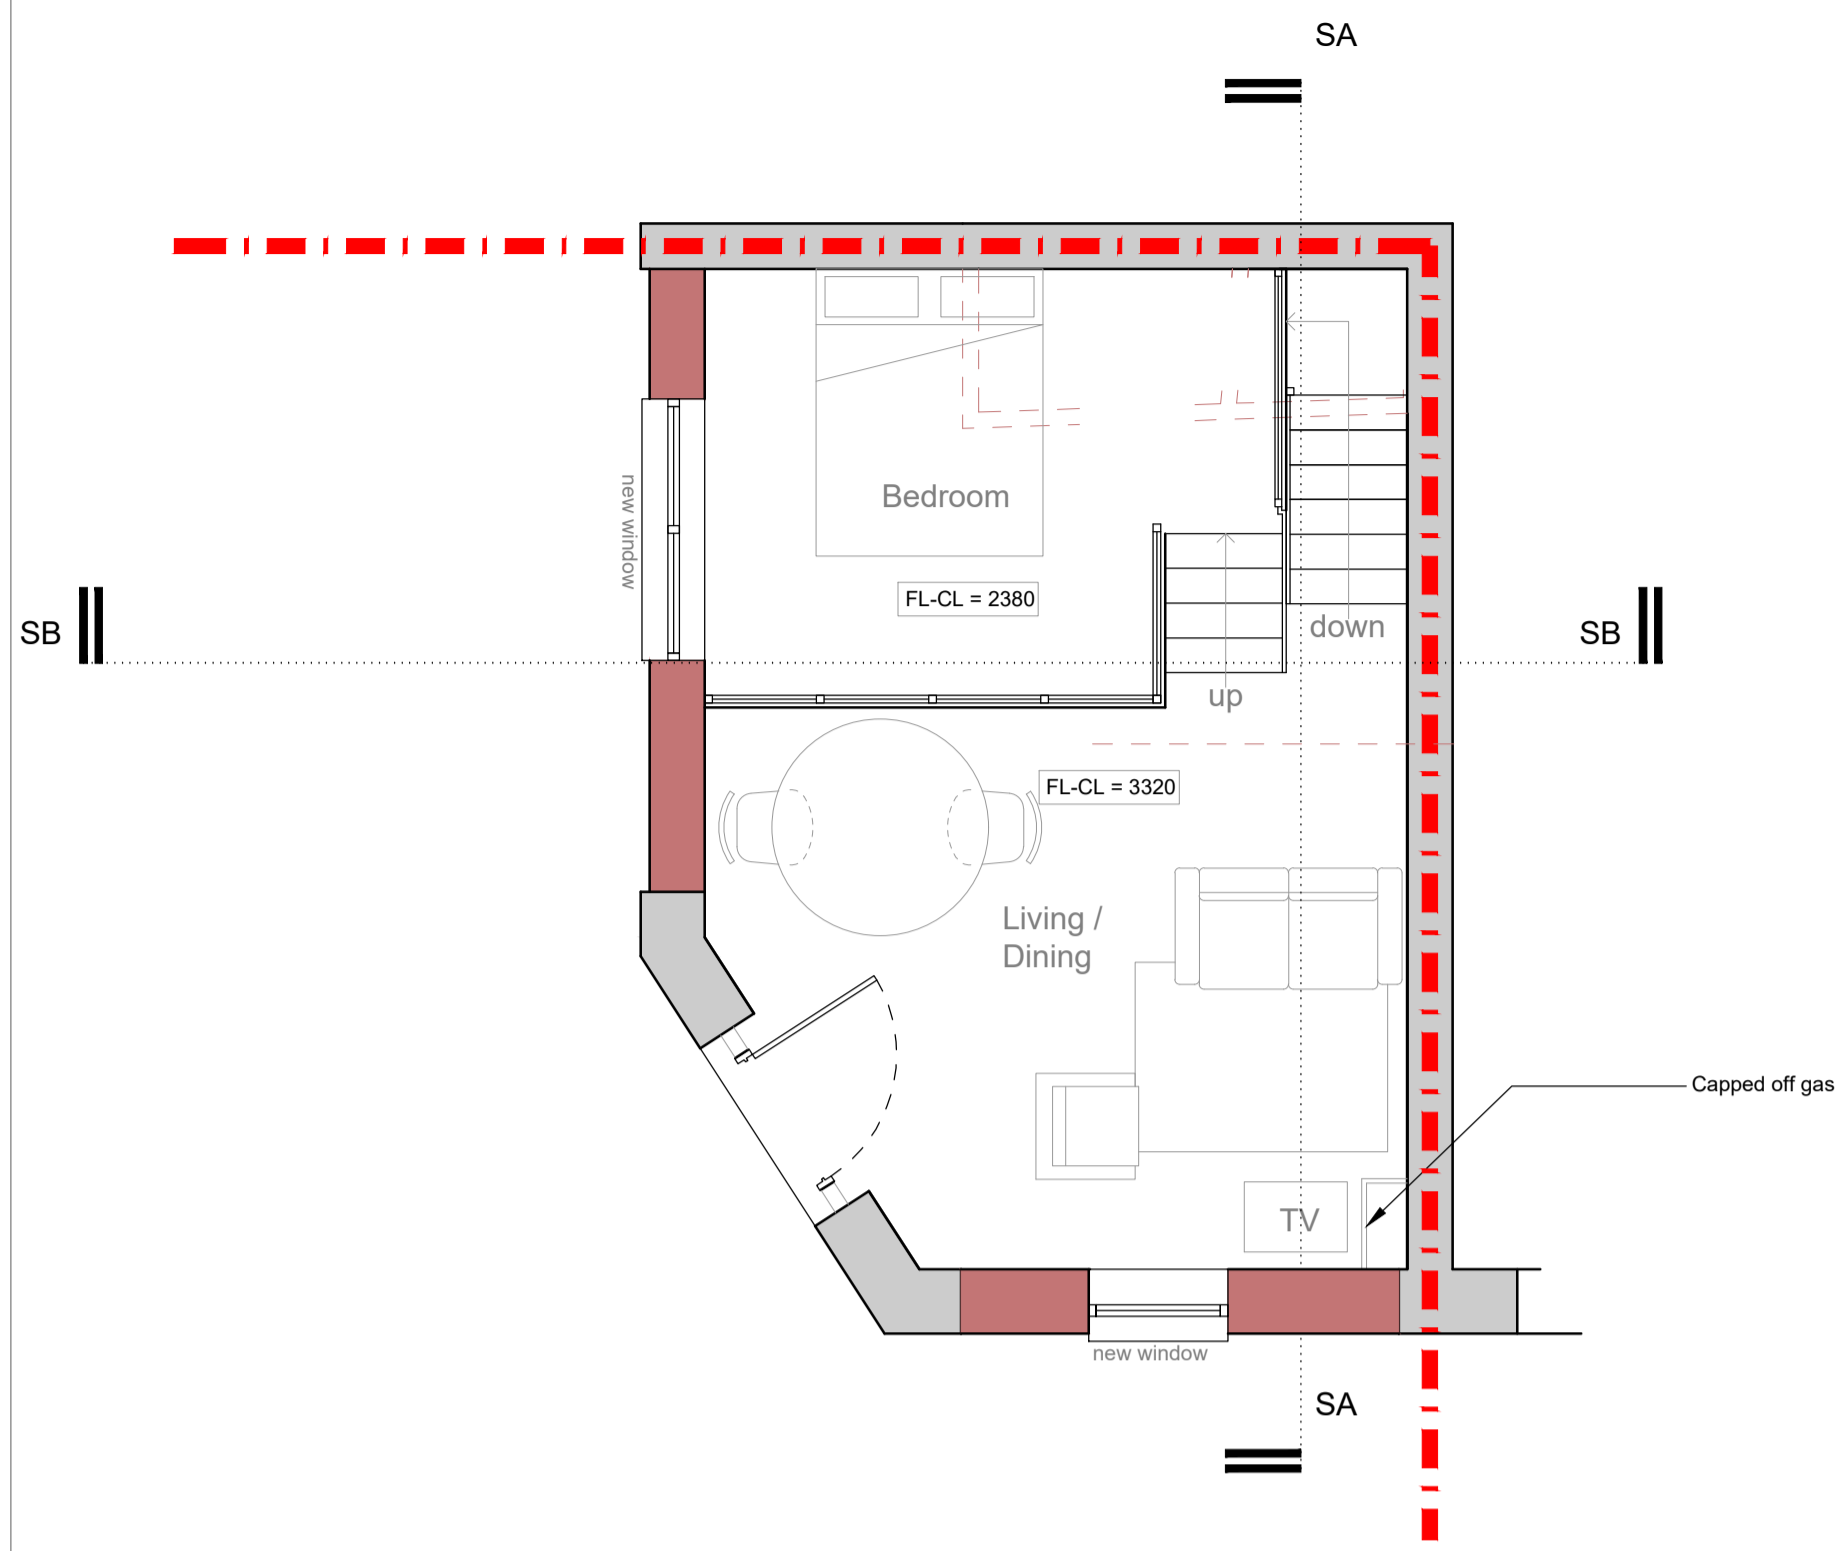 SA
Bedroom
new window
FL-CL = 2380
SB
SB
down
up
FL-CL = 3320
Living /
Dining
Capped off gas
TV
new window
SA